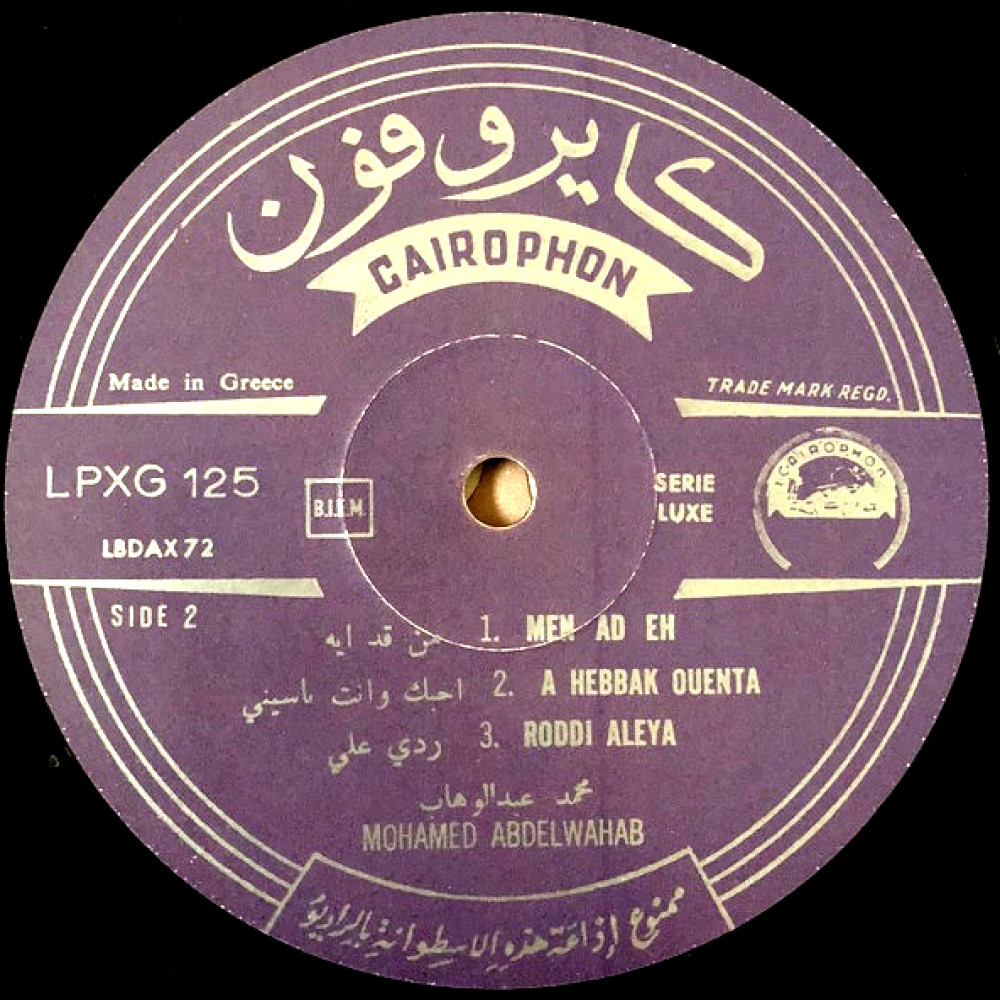 كايروفون
CAIROPHON
Made in Greece
TRADE MARK REGD.
LPXG 125
B.I.E.M
SERIE
LUXE
CAIROPHON
LBDAX 72
SIDE 2
من قد ايه 1. MEN AD EH
احبك وانت ناسيني 2. A HEBBAK OUENTA
ردي علي 3. RODDI ALEYA
محمد عبدالوهاب
MOHAMED ABDELWAHAB
ممنوع إذاعة هذه الاسطوانة بالراديو